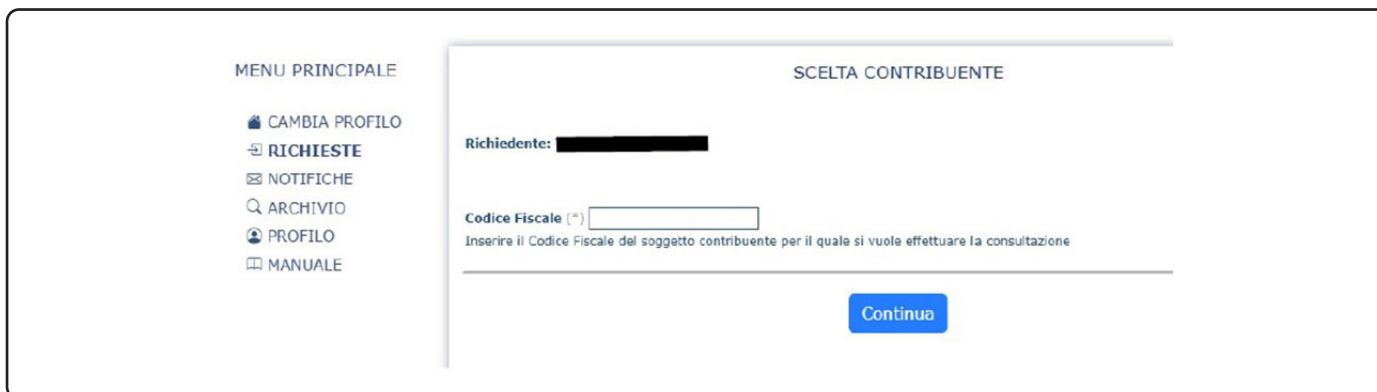 MENU PRINCIPALE
CAMBIA PROFILO
RICHIESTE
NOTIFICHE
ARCHIVIO
PROFILO
MANUALE
SCELTA CONTRIBUENTE
Richiedente:
Codice Fiscale (*)
Inserire il Codice Fiscale del soggetto contribuente per il quale si vuole effettuare la consultazione
Continua